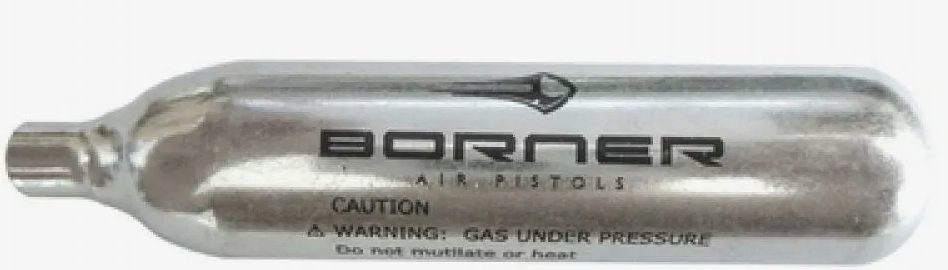 BORNER
AIR PISTOLS
CAUTION
⚠ WARNING: GAS UNDER PRESSURE
Do not mutilate or heat